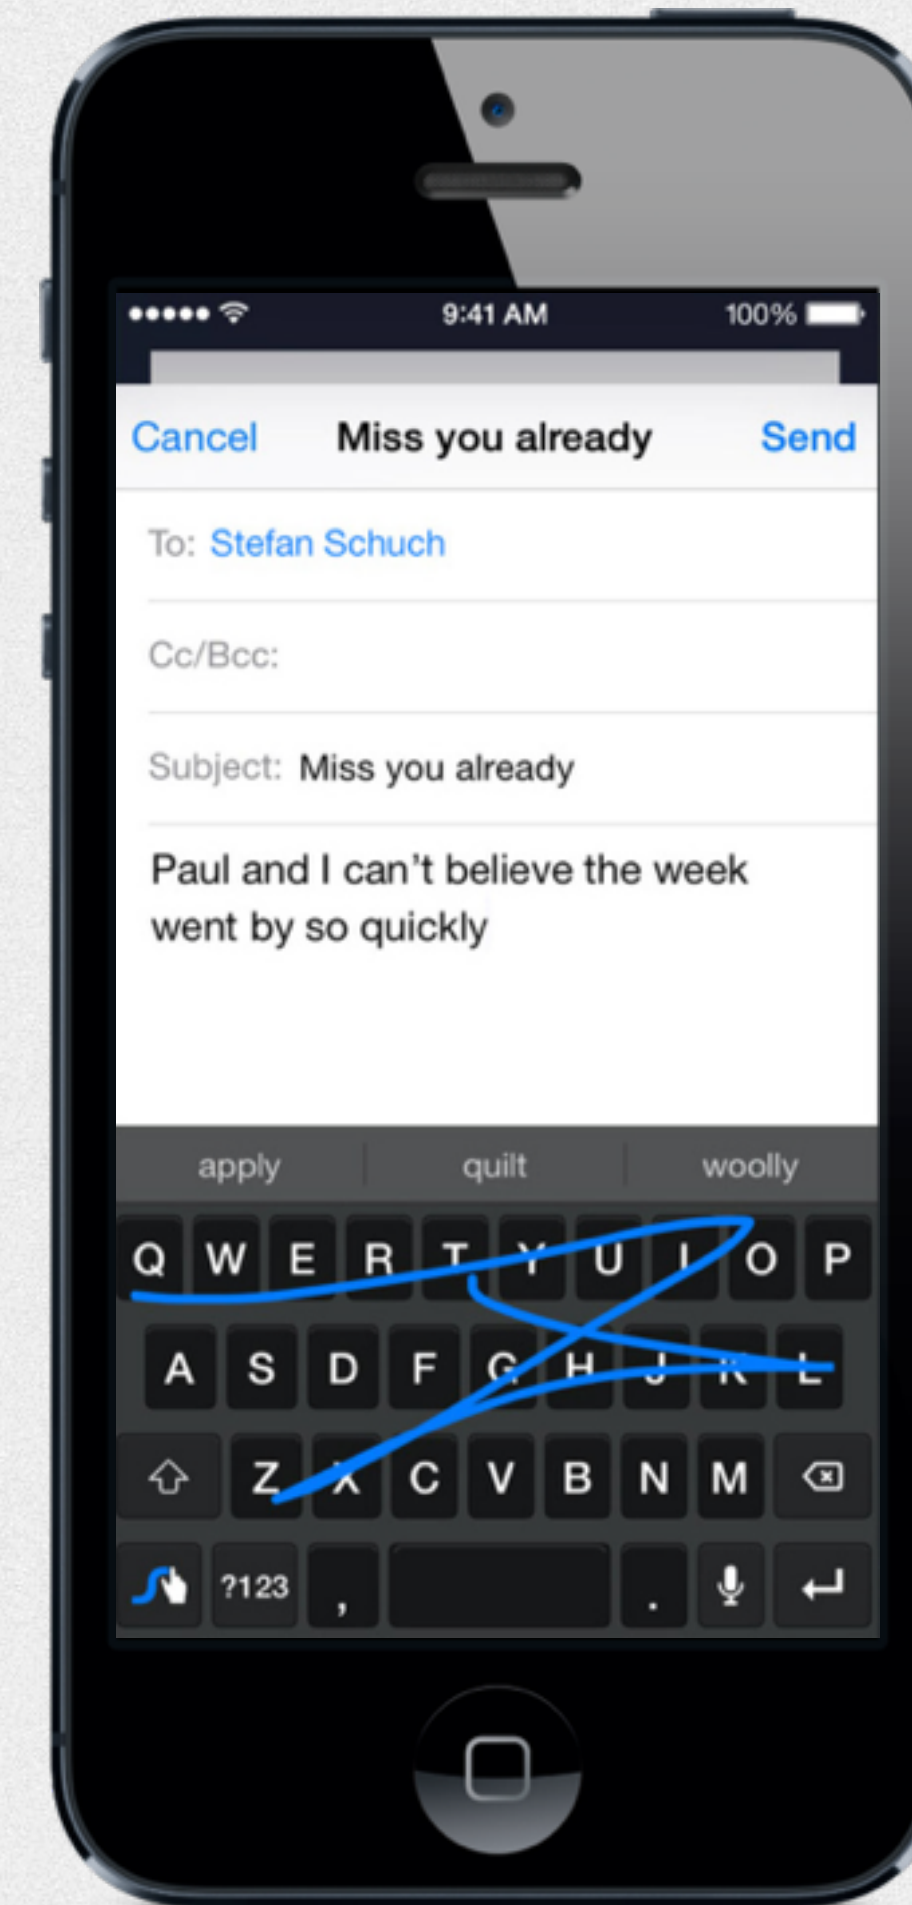 9:41 AM 100%
Cancel Miss you already Send
To: Stefan Schuch
Cc/Bcc:
Subject: Miss you already
Paul and I can't believe the week
went by so quickly
apply quilt woolly
Q W E R T Y U I O P
A S D F G H J K L
Z X C V B N M
?123 , .